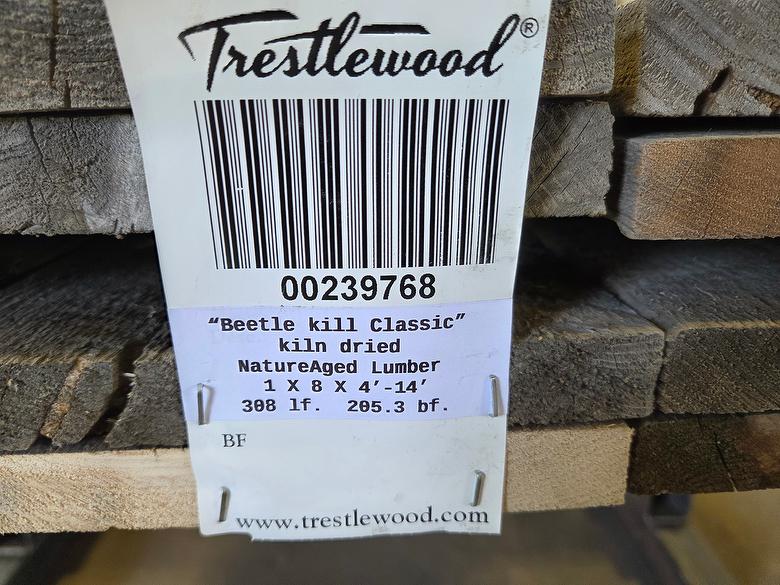 Trestlewood®
00239768
“Beetle kill Classic”
kiln dried
NatureAged Lumber
1 X 8 X 4’-14’
308 lf. 205.3 bf.
BF
www.trestlewood.com